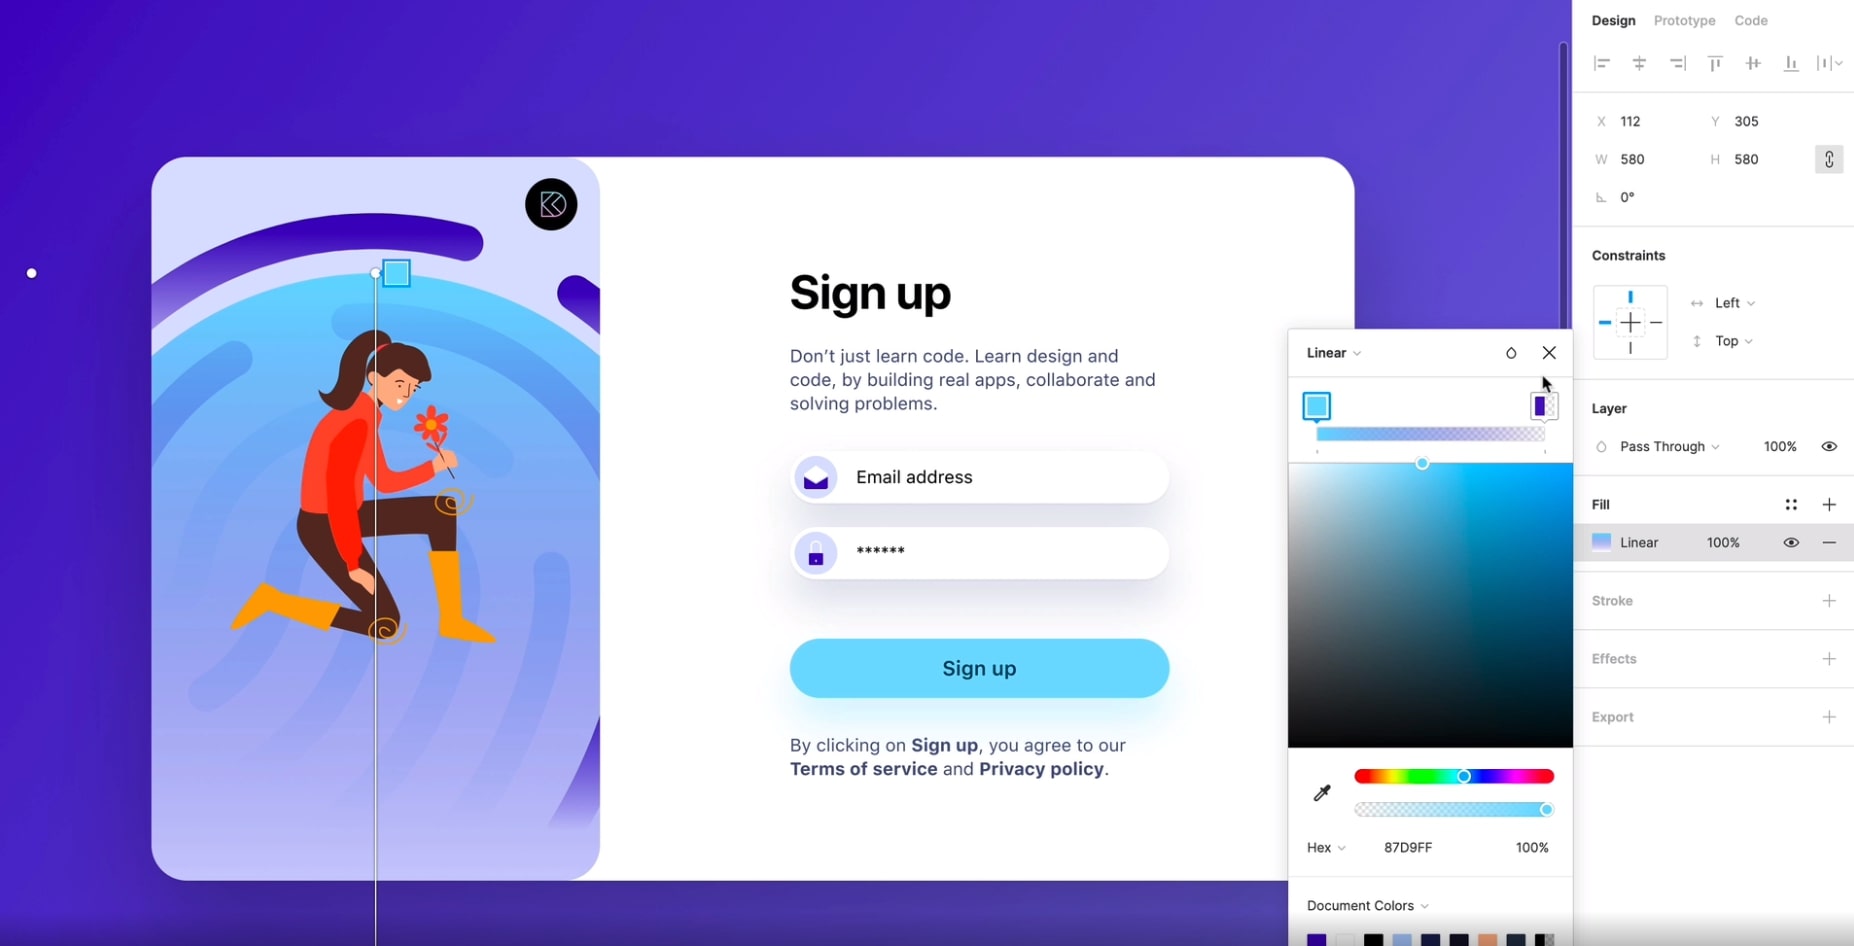 Design Prototype Code
X 112 Y 305
W 580 H 580
0°
Constraints
Left
Top
Layer
Pass Through 100%
Fill
Linear 100%
Stroke
Effects
Export
Sign up
Don’t just learn code. Learn design and
code, by building real apps, collaborate and
solving problems.
Email address
******
Sign up
By clicking on Sign up, you agree to our
Terms of service and Privacy policy.
Linear
Hex 87D9FF 100%
Document Colors